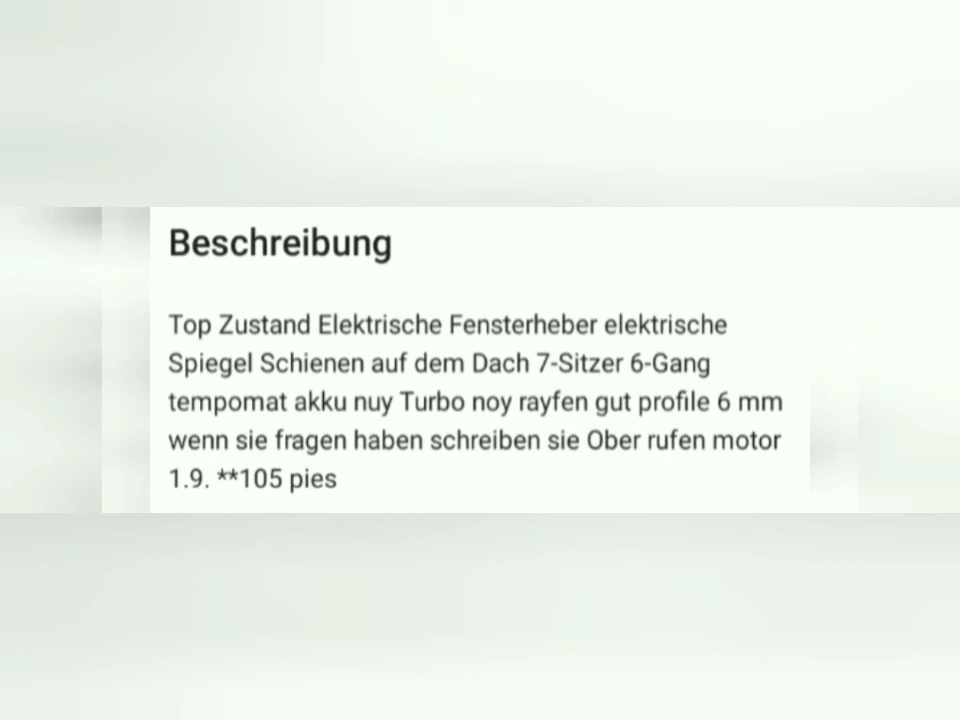 Beschreibung
Top Zustand Elektrische Fensterheber elektrische
Spiegel Schienen auf dem Dach 7-Sitzer 6-Gang
tempomat akku nuy Turbo noy rayfen gut profile 6 mm
wenn sie fragen haben schreiben sie Ober rufen motor
1.9. **105 pies